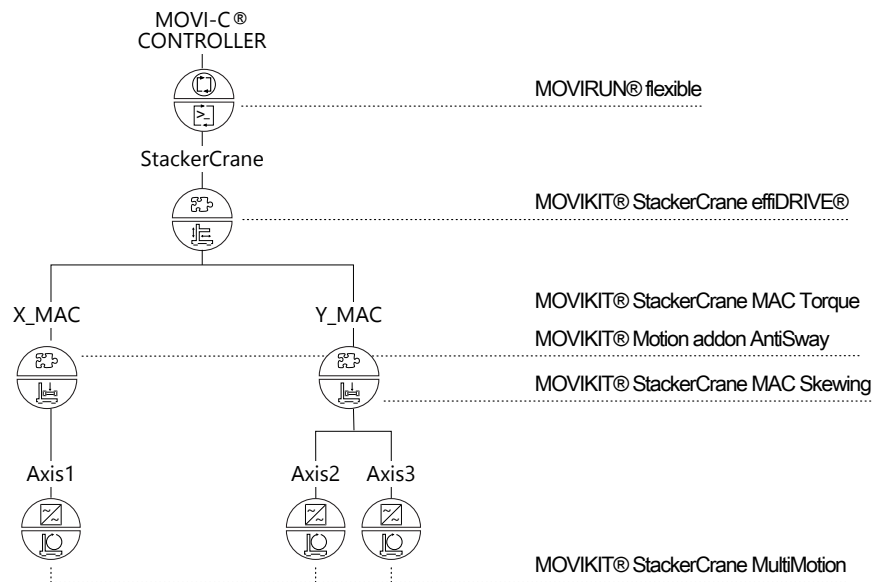 MOVI-C®
CONTROLLER
MOVIRUN® flexible
StackerCrane
MOVIKIT® StackerCrane effiDRIVE®
X_MAC
Y_MAC
MOVIKIT® StackerCrane MAC Torque
MOVIKIT® Motion addon AntiSway
MOVIKIT® StackerCrane MAC Skewing
Axis1
Axis2
Axis3
MOVIKIT® StackerCrane MultiMotion